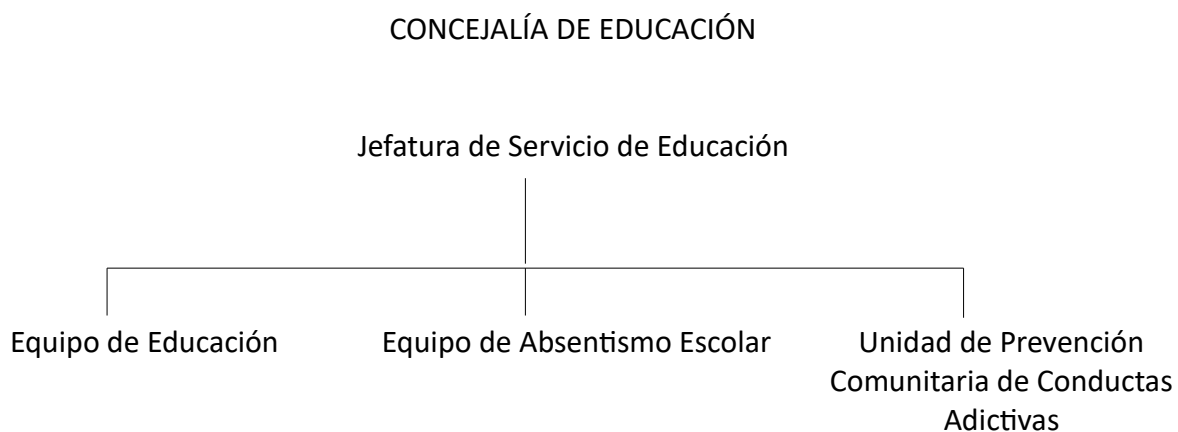 CONCEJALÍA DE EDUCACIÓN
Jefatura de Servicio de Educación
Equipo de Educación
Equipo de Absentismo Escolar
Unidad de Prevención
Comunitaria de Conductas
Adictivas